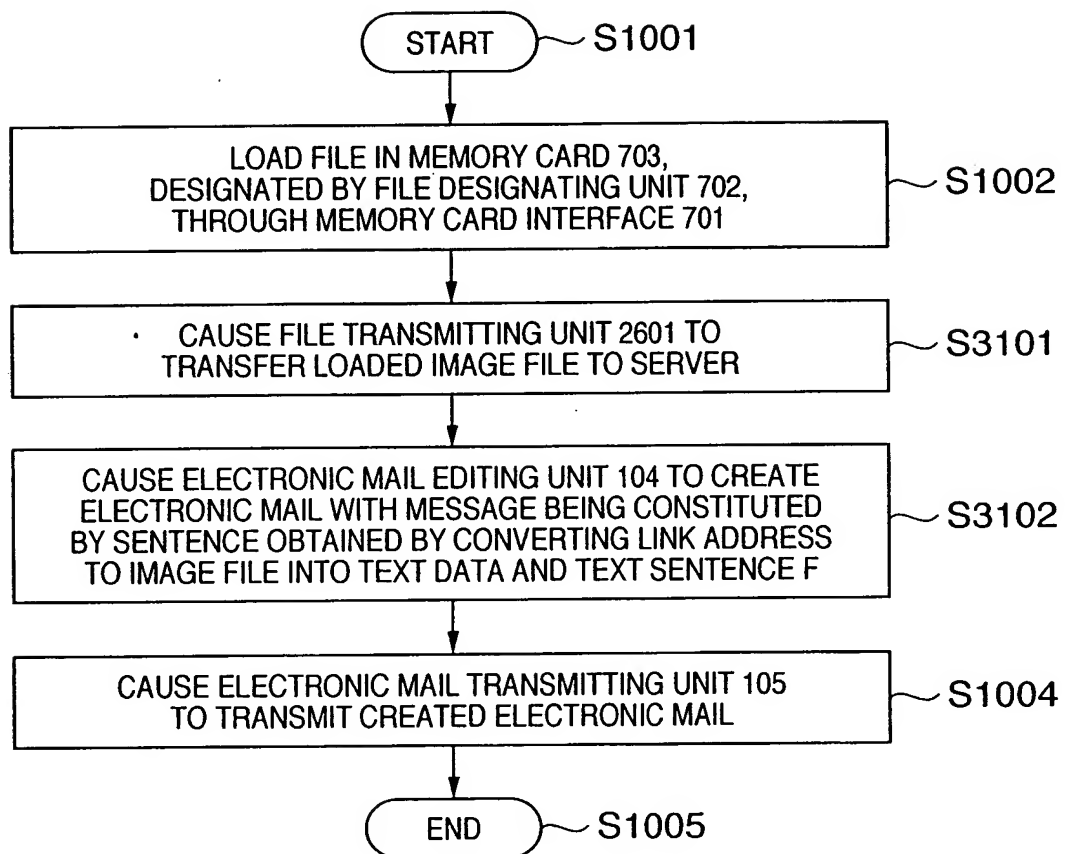 START
S1001
LOAD FILE IN MEMORY CARD 703,
DESIGNATED BY FILE DESIGNATING UNIT 702,
THROUGH MEMORY CARD INTERFACE 701
S1002
CAUSE FILE TRANSMITTING UNIT 2601 TO
TRANSFER LOADED IMAGE FILE TO SERVER
S3101
CAUSE ELECTRONIC MAIL EDITING UNIT 104 TO CREATE
ELECTRONIC MAIL WITH MESSAGE BEING CONSTITUTED
BY SENTENCE OBTAINED BY CONVERTING LINK ADDRESS
TO IMAGE FILE INTO TEXT DATA AND TEXT SENTENCE F
S3102
CAUSE ELECTRONIC MAIL TRANSMITTING UNIT 105
TO TRANSMIT CREATED ELECTRONIC MAIL
S1004
END
S1005